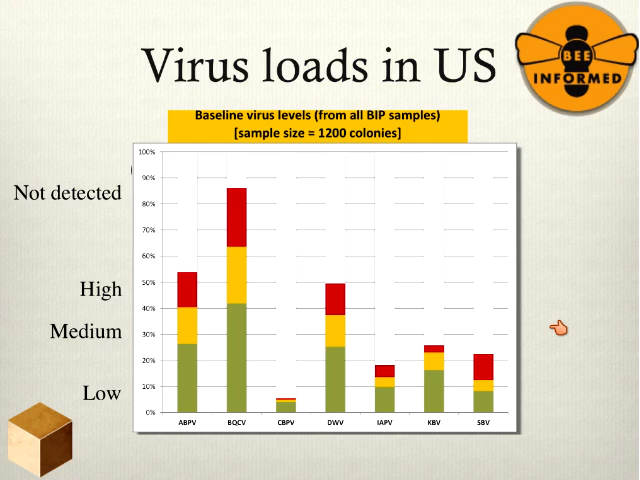 Virus loads in US
BEE
INFORMED
Baseline virus levels (from all BIP samples)
[sample size = 1200 colonies]
Not detected
High
Medium
Low
100%
90%
80%
70%
60%
50%
40%
30%
20%
10%
0%
ABPV BQCV CBPV DWV IAPV KBV SBV